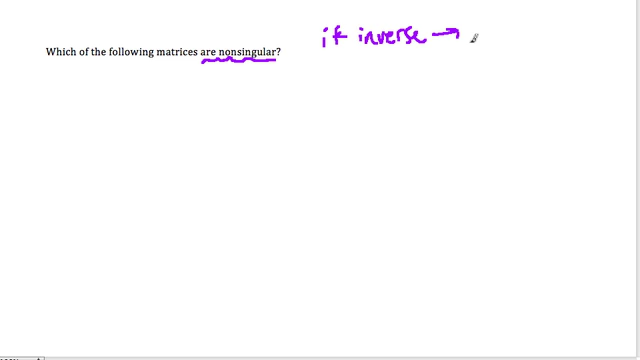 if inverse →
Which of the following matrices are nonsingular?